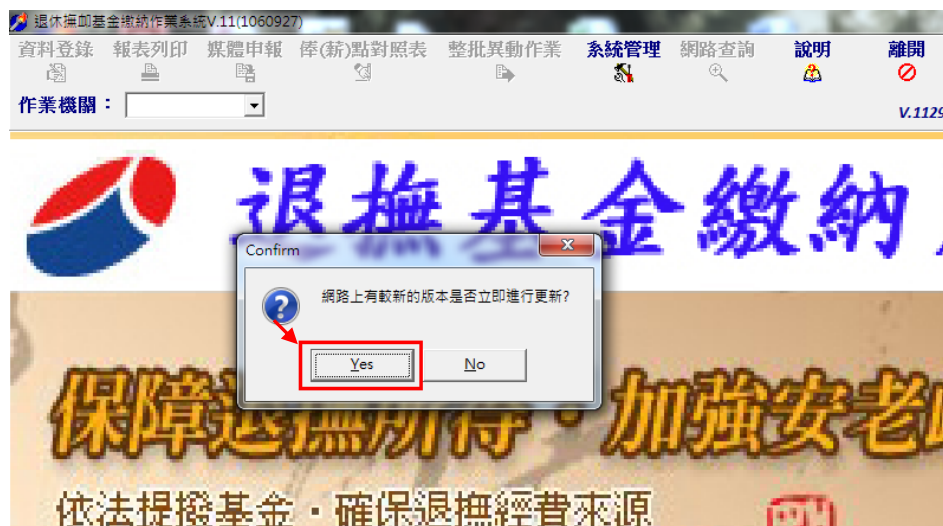 退休撫卹基金繳納作業系統V.11(1060927)
資料登錄 報表列印 媒體申報 俸(薪)點對照表 整批異動作業 系統管理 網路查詢 說明 離開
作業機關：
V.1129
退撫基金繳納
Confirm
網路上有較新的版本是否立即進行更新?
Yes No
保障退撫所得·加強安老
依法提撥基金·確保退撫經費來源